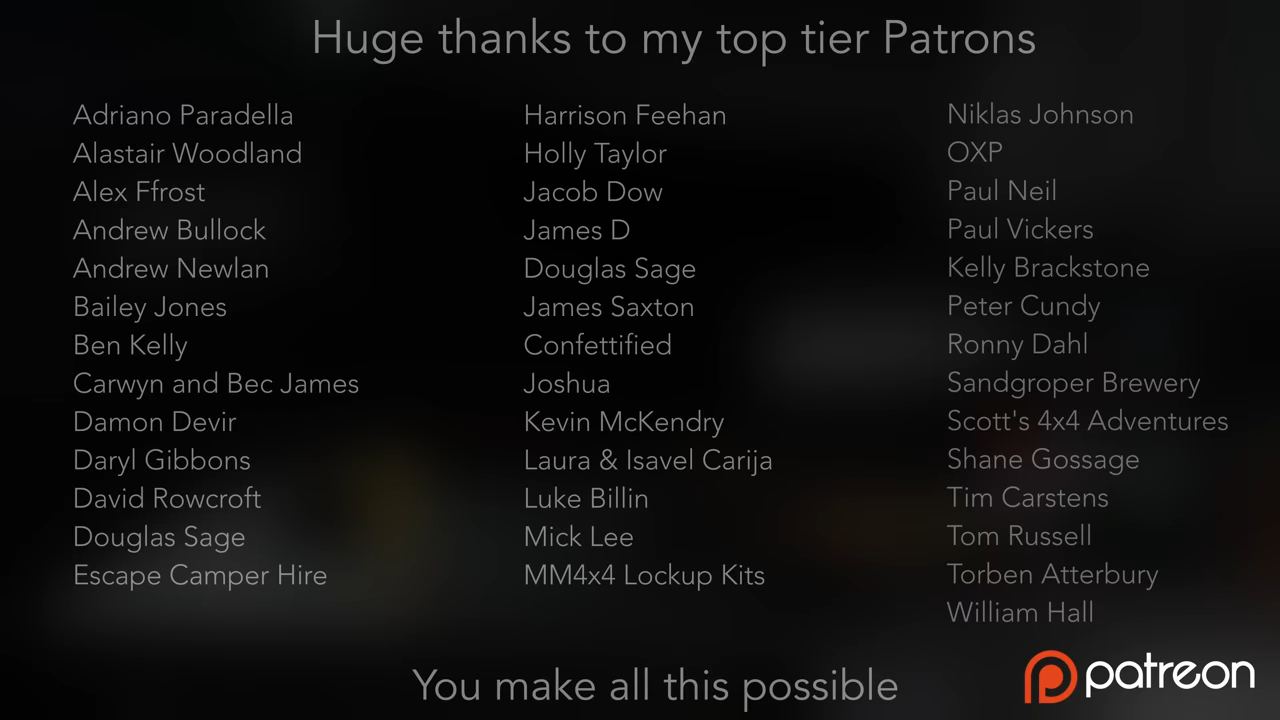 Huge thanks to my top tier Patrons
Adriano Paradella
Alastair Woodland
Alex Ffrost
Andrew Bullock
Andrew Newlan
Bailey Jones
Ben Kelly
Carwyn and Bec James
Damon Devir
Daryl Gibbons
David Rowcroft
Douglas Sage
Escape Camper Hire
Harrison Feehan
Holly Taylor
Jacob Dow
James D
Douglas Sage
James Saxton
Confettified
Joshua
Kevin McKendry
Laura & Isavel Carija
Luke Billin
Mick Lee
MM4x4 Lockup Kits
Niklas Johnson
OXP
Paul Neil
Paul Vickers
Kelly Brackstone
Peter Cundy
Ronny Dahl
Sandgroper Brewery
Scott's 4x4 Adventures
Shane Gossage
Tim Carstens
Tom Russell
Torben Atterbury
William Hall
You make all this possible
patreon